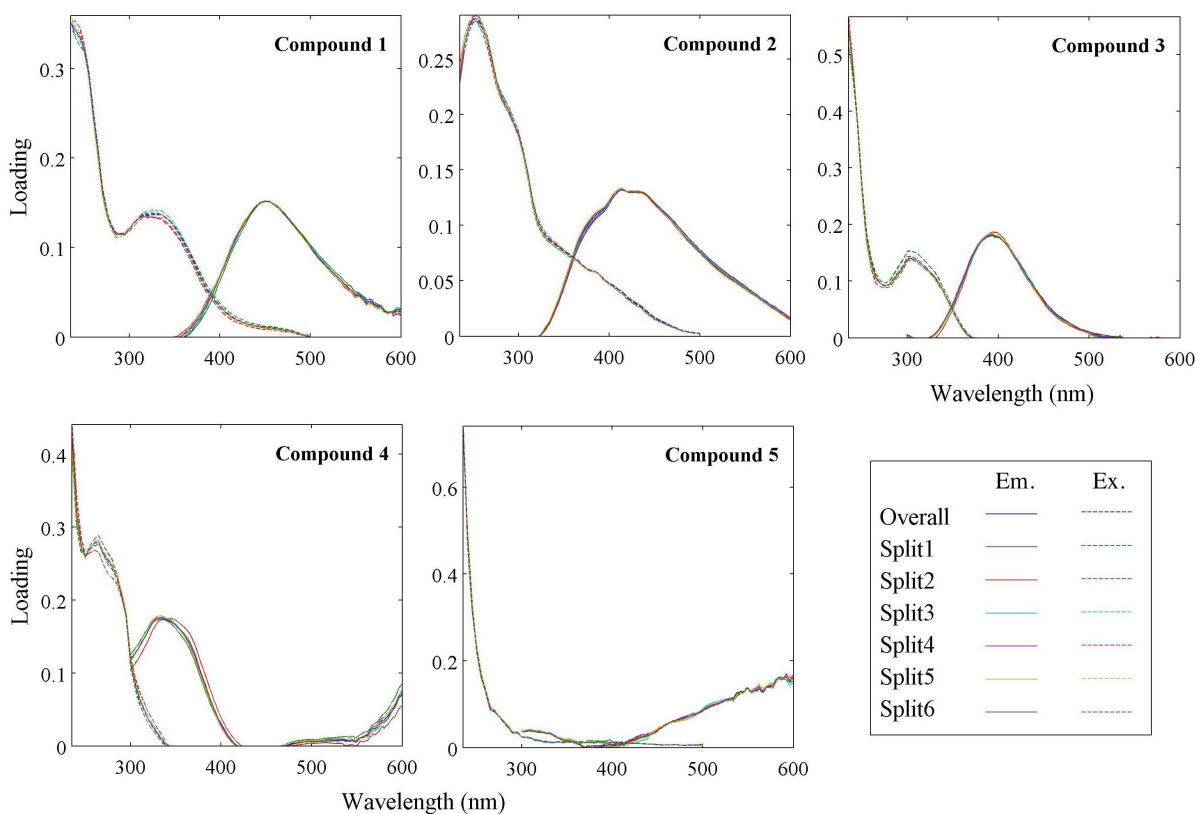 Compound 1
Compound 2
Compound 3
Loading
0.3
0.2
0.1
0
0.25
0.2
0.15
0.1
0.05
0
0.5
0.4
0.3
0.2
0.1
0
300 400 500 600
300 400 500 600
300 400 500 600
Wavelength (nm)
Compound 4
Compound 5
Loading
0.4
0.3
0.2
0.1
0
0.6
0.4
0.2
0
300 400 500 600
300 400 500 600
Wavelength (nm)
Em. Ex.
Overall
Split1
Split2
Split3
Split4
Split5
Split6